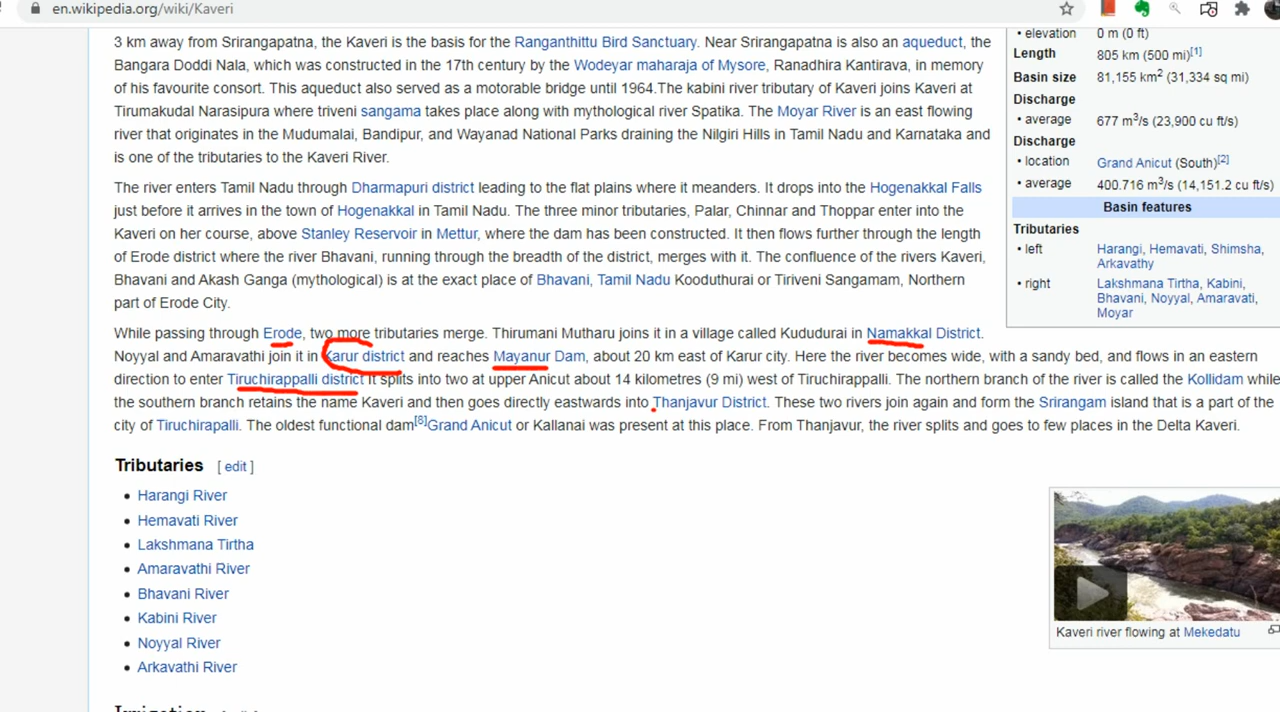 en.wikipedia.org/wiki/Kaveri
3 km away from Srirangapatna, the Kaveri is the basis for the Ranganthittu Bird Sanctuary. Near Srirangapatna is also an aqueduct, the
Bangara Doddi Nala, which was constructed in the 17th century by the Wodeyar maharaja of Mysore, Ranadhira Kantirava, in memory
of his favourite consort. This aqueduct also served as a motorable bridge until 1964.The kabini river tributary of Kaveri joins Kaveri at
Tirumakudal Narasipura where triveni sangama takes place along with mythological river Spatika. The Moyar River is an east flowing
river that originates in the Mudumalai, Bandipur, and Wayanad National Parks draining the Nilgiri Hills in Tamil Nadu and Karnataka and
is one of the tributaries to the Kaveri River.
The river enters Tamil Nadu through Dharmapuri district leading to the flat plains where it meanders. It drops into the Hogenakkal Falls
just before it arrives in the town of Hogenakkal in Tamil Nadu. The three minor tributaries, Palar, Chinnar and Thoppar enter into the
Kaveri on her course, above Stanley Reservoir in Mettur, where the dam has been constructed. It then flows further through the length
of Erode district where the river Bhavani, running through the breadth of the district, merges with it. The confluence of the rivers Kaveri,
Bhavani and Akash Ganga (mythological) is at the exact place of Bhavani, Tamil Nadu Kooduthurai or Tiriveni Sangamam, Northern
part of Erode City.
While passing through Erode, two more tributaries merge. Thirumani Mutharu joins it in a village called Kududurai in Namakkal District.
Noyyal and Amaravathi join it in Karur district and reaches Mayanur Dam, about 20 km east of Karur city. Here the river becomes wide, with a sandy bed, and flows in an eastern
direction to enter Tiruchirappalli district It splits into two at upper Anicut about 14 kilometres (9 mi) west of Tiruchirappalli. The northern branch of the river is called the Kollidam while
the southern branch retains the name Kaveri and then goes directly eastwards into Thanjavur District. These two rivers join again and form the Srirangam island that is a part of the
city of Tiruchirapalli. The oldest functional dam[8]Grand Anicut or Kallanai was present at this place. From Thanjavur, the river splits and goes to few places in the Delta Kaveri.
Tributaries [ edit ]
• Harangi River
• Hemavati River
• Lakshmana Tirtha
• Amaravathi River
• Bhavani River
• Kabini River
• Noyyal River
• Arkavathi River
• elevation 0 m (0 ft)
Length 805 km (500 mi)[1]
Basin size 81,155 km² (31,334 sq mi)
Discharge
• average 677 m³/s (23,900 cu ft/s)
Discharge
• location Grand Anicut (South)[2]
• average 400.716 m³/s (14,151.2 cu ft/s)
Basin features
Tributaries
• left Harangi, Hemavati, Shimsha,
Arkavathy
• right Lakshmana Tirtha, Kabini,
Bhavani, Noyyal, Amaravati,
Moyar
Kaveri river flowing at Mekedatu